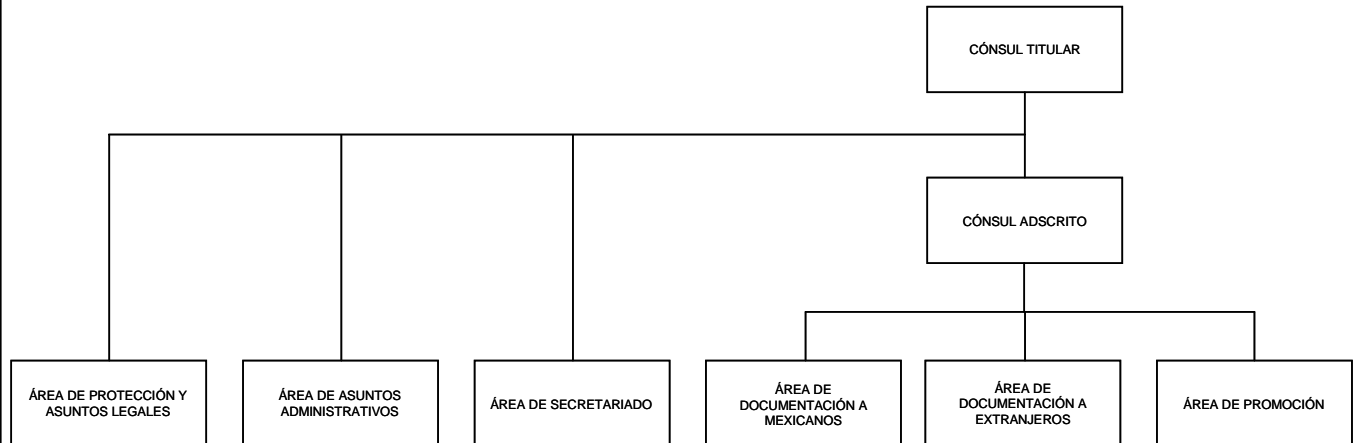 CÓNSUL TITULAR
CÓNSUL ADSCRITO
ÁREA DE PROTECCIÓN Y
ASUNTOS LEGALES
ÁREA DE ASUNTOS
ADMINISTRATIVOS
ÁREA DE SECRETARIADO
ÁREA DE
DOCUMENTACIÓN A
MEXICANOS
ÁREA DE
DOCUMENTACIÓN A
EXTRANJEROS
ÁREA DE PROMOCIÓN